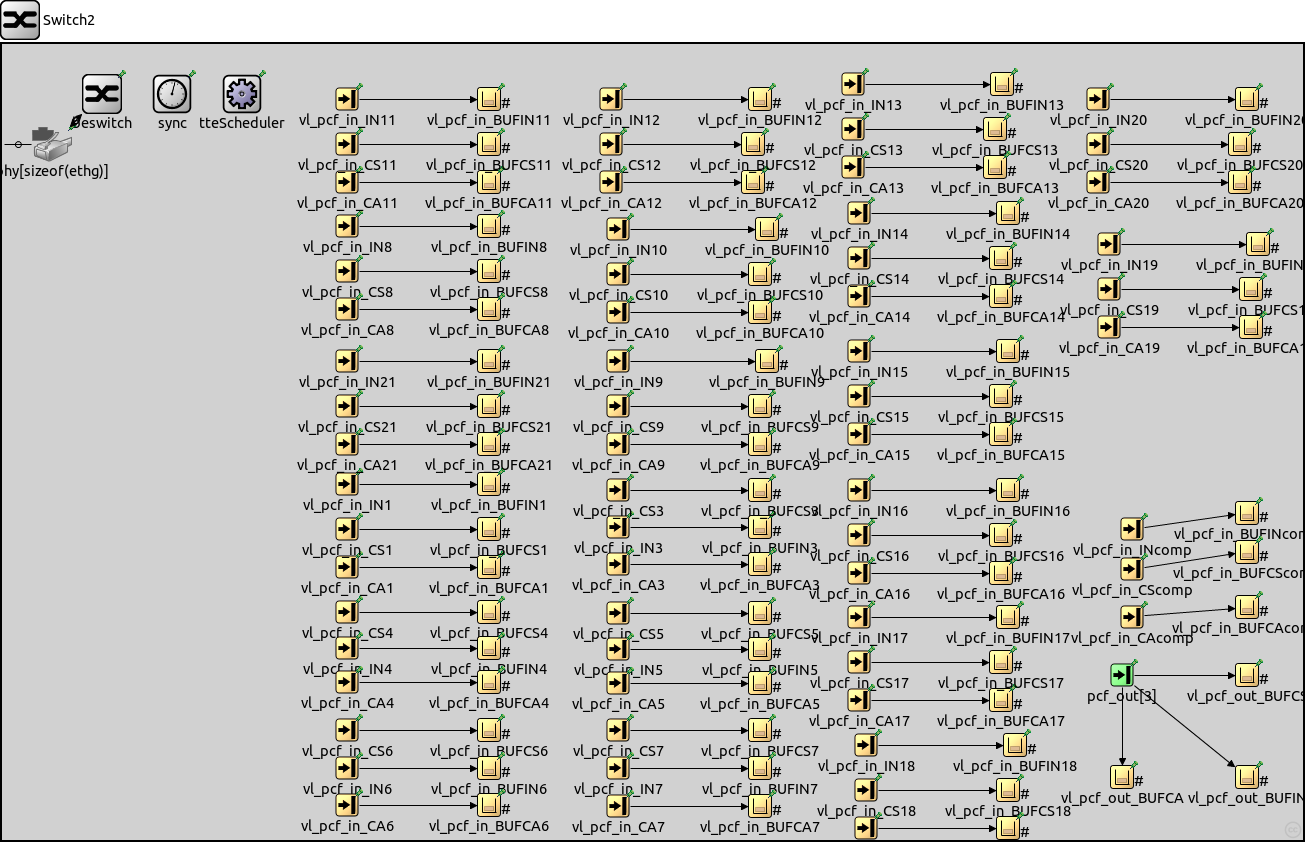 Switch2
eswitch
sync
tteScheduler
hy[sizeof(ethg)]
vl_pcf_in_IN11
vl_pcf_in_BUFIN11
#
vl_pcf_in_CS11
vl_pcf_in_BUFCS11
#
vl_pcf_in_CA11
vl_pcf_in_BUFCA11
#
vl_pcf_in_IN8
vl_pcf_in_BUFIN8
#
vl_pcf_in_CS8
vl_pcf_in_BUFCS8
#
vl_pcf_in_CA8
vl_pcf_in_BUFCA8
#
vl_pcf_in_IN21
vl_pcf_in_BUFIN21
#
vl_pcf_in_CS21
vl_pcf_in_BUFCS21
#
vl_pcf_in_CA21
vl_pcf_in_BUFCA21
#
vl_pcf_in_IN1
vl_pcf_in_BUFIN1
#
vl_pcf_in_CS1
vl_pcf_in_BUFCS1
#
vl_pcf_in_CA1
vl_pcf_in_BUFCA1
#
vl_pcf_in_CS4
vl_pcf_in_BUFCS4
#
vl_pcf_in_IN4
vl_pcf_in_BUFIN4
#
vl_pcf_in_CA4
vl_pcf_in_BUFCA4
#
vl_pcf_in_CS6
vl_pcf_in_BUFCS6
#
vl_pcf_in_IN6
vl_pcf_in_BUFIN6
#
vl_pcf_in_CA6
vl_pcf_in_BUFCA6
#
vl_pcf_in_IN12
vl_pcf_in_BUFIN12
#
vl_pcf_in_CS12
vl_pcf_in_BUFCS12
#
vl_pcf_in_CA12
vl_pcf_in_BUFCA12
#
vl_pcf_in_IN10
vl_pcf_in_BUFIN10
#
vl_pcf_in_CS10
vl_pcf_in_BUFCS10
#
vl_pcf_in_CA10
vl_pcf_in_BUFCA10
#
vl_pcf_in_IN9
vl_pcf_in_BUFIN9
#
vl_pcf_in_CS9
vl_pcf_in_BUFCS9
#
vl_pcf_in_CA9
vl_pcf_in_BUFCA9
#
vl_pcf_in_CS3
vl_pcf_in_BUFCS3
#
vl_pcf_in_IN3
vl_pcf_in_BUFIN3
#
vl_pcf_in_CA3
vl_pcf_in_BUFCA3
#
vl_pcf_in_CS5
vl_pcf_in_BUFCS5
#
vl_pcf_in_IN5
vl_pcf_in_BUFIN5
#
vl_pcf_in_CA5
vl_pcf_in_BUFCA5
#
vl_pcf_in_CS7
vl_pcf_in_BUFCS7
#
vl_pcf_in_IN7
vl_pcf_in_BUFIN7
#
vl_pcf_in_CA7
vl_pcf_in_BUFCA7
#
vl_pcf_in_IN13
vl_pcf_in_BUFIN13
#
vl_pcf_in_CS13
vl_pcf_in_BUFCS13
#
vl_pcf_in_CA13
vl_pcf_in_BUFCA13
#
vl_pcf_in_IN14
vl_pcf_in_BUFIN14
#
vl_pcf_in_CS14
vl_pcf_in_BUFCS14
#
vl_pcf_in_CA14
vl_pcf_in_BUFCA14
#
vl_pcf_in_IN15
vl_pcf_in_BUFIN15
#
vl_pcf_in_CS15
vl_pcf_in_BUFCS15
#
vl_pcf_in_CA15
vl_pcf_in_BUFCA15
#
vl_pcf_in_IN16
vl_pcf_in_BUFIN16
#
vl_pcf_in_CS16
vl_pcf_in_BUFCS16
#
vl_pcf_in_CA16
vl_pcf_in_BUFCA16
#
vl_pcf_in_IN17
vl_pcf_in_BUFIN17
#
vl_pcf_in_CS17
vl_pcf_in_BUFCS17
#
vl_pcf_in_CA17
vl_pcf_in_BUFCA17
#
vl_pcf_in_IN18
vl_pcf_in_BUFIN18
#
vl_pcf_in_CS18
vl_pcf_in_BUFCS18
#
#
vl_pcf_in_IN20
vl_pcf_in_BUFIN20
#
vl_pcf_in_CS20
vl_pcf_in_BUFCS20
#
vl_pcf_in_CA20
vl_pcf_in_BUFCA20
#
vl_pcf_in_IN19
vl_pcf_in_BUFIN
#
vl_pcf_in_CS19
vl_pcf_in_BUFCS1
#
vl_pcf_in_CA19
vl_pcf_in_BUFCA1
#
vl_pcf_in_INcomp
vl_pcf_in_BUFINcom
#
vl_pcf_in_CScomp
vl_pcf_in_BUFCScom
#
vl_pcf_in_CAcomp
vl_pcf_in_BUFCAcom
#
pcf_out[3]
vl_pcf_out_BUFCS
#
vl_pcf_out_BUFCA
#
vl_pcf_out_BUFIN
#